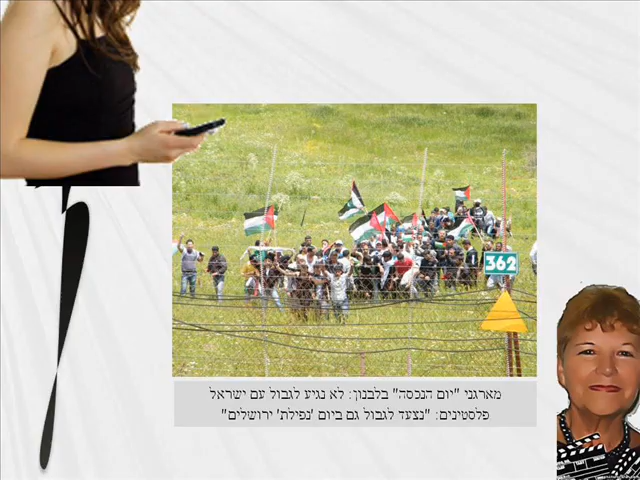 362
מארגני "יום הנכסה" בלבנון: לא נגיע לגבול עם ישראל
פלסטינים: "נצעד לגבול גם ביום 'נפילת' ירושלים"